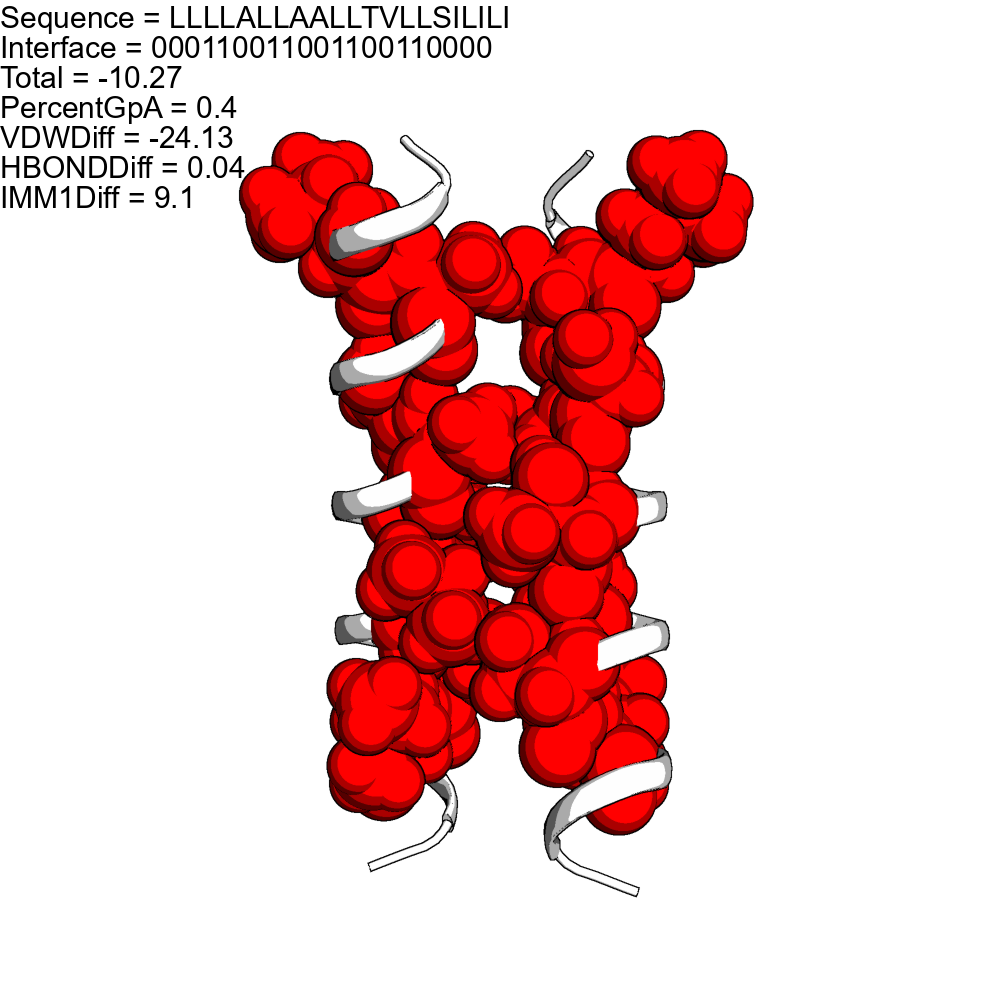 Sequence = LLLLALLAALLTVLLSILILI
Interface = 000110011001100110000
Total = -10.27
PercentGpA = 0.4
VDWDiff = -24.13
HBONDDiff = 0.04
IMM1Diff = 9.1